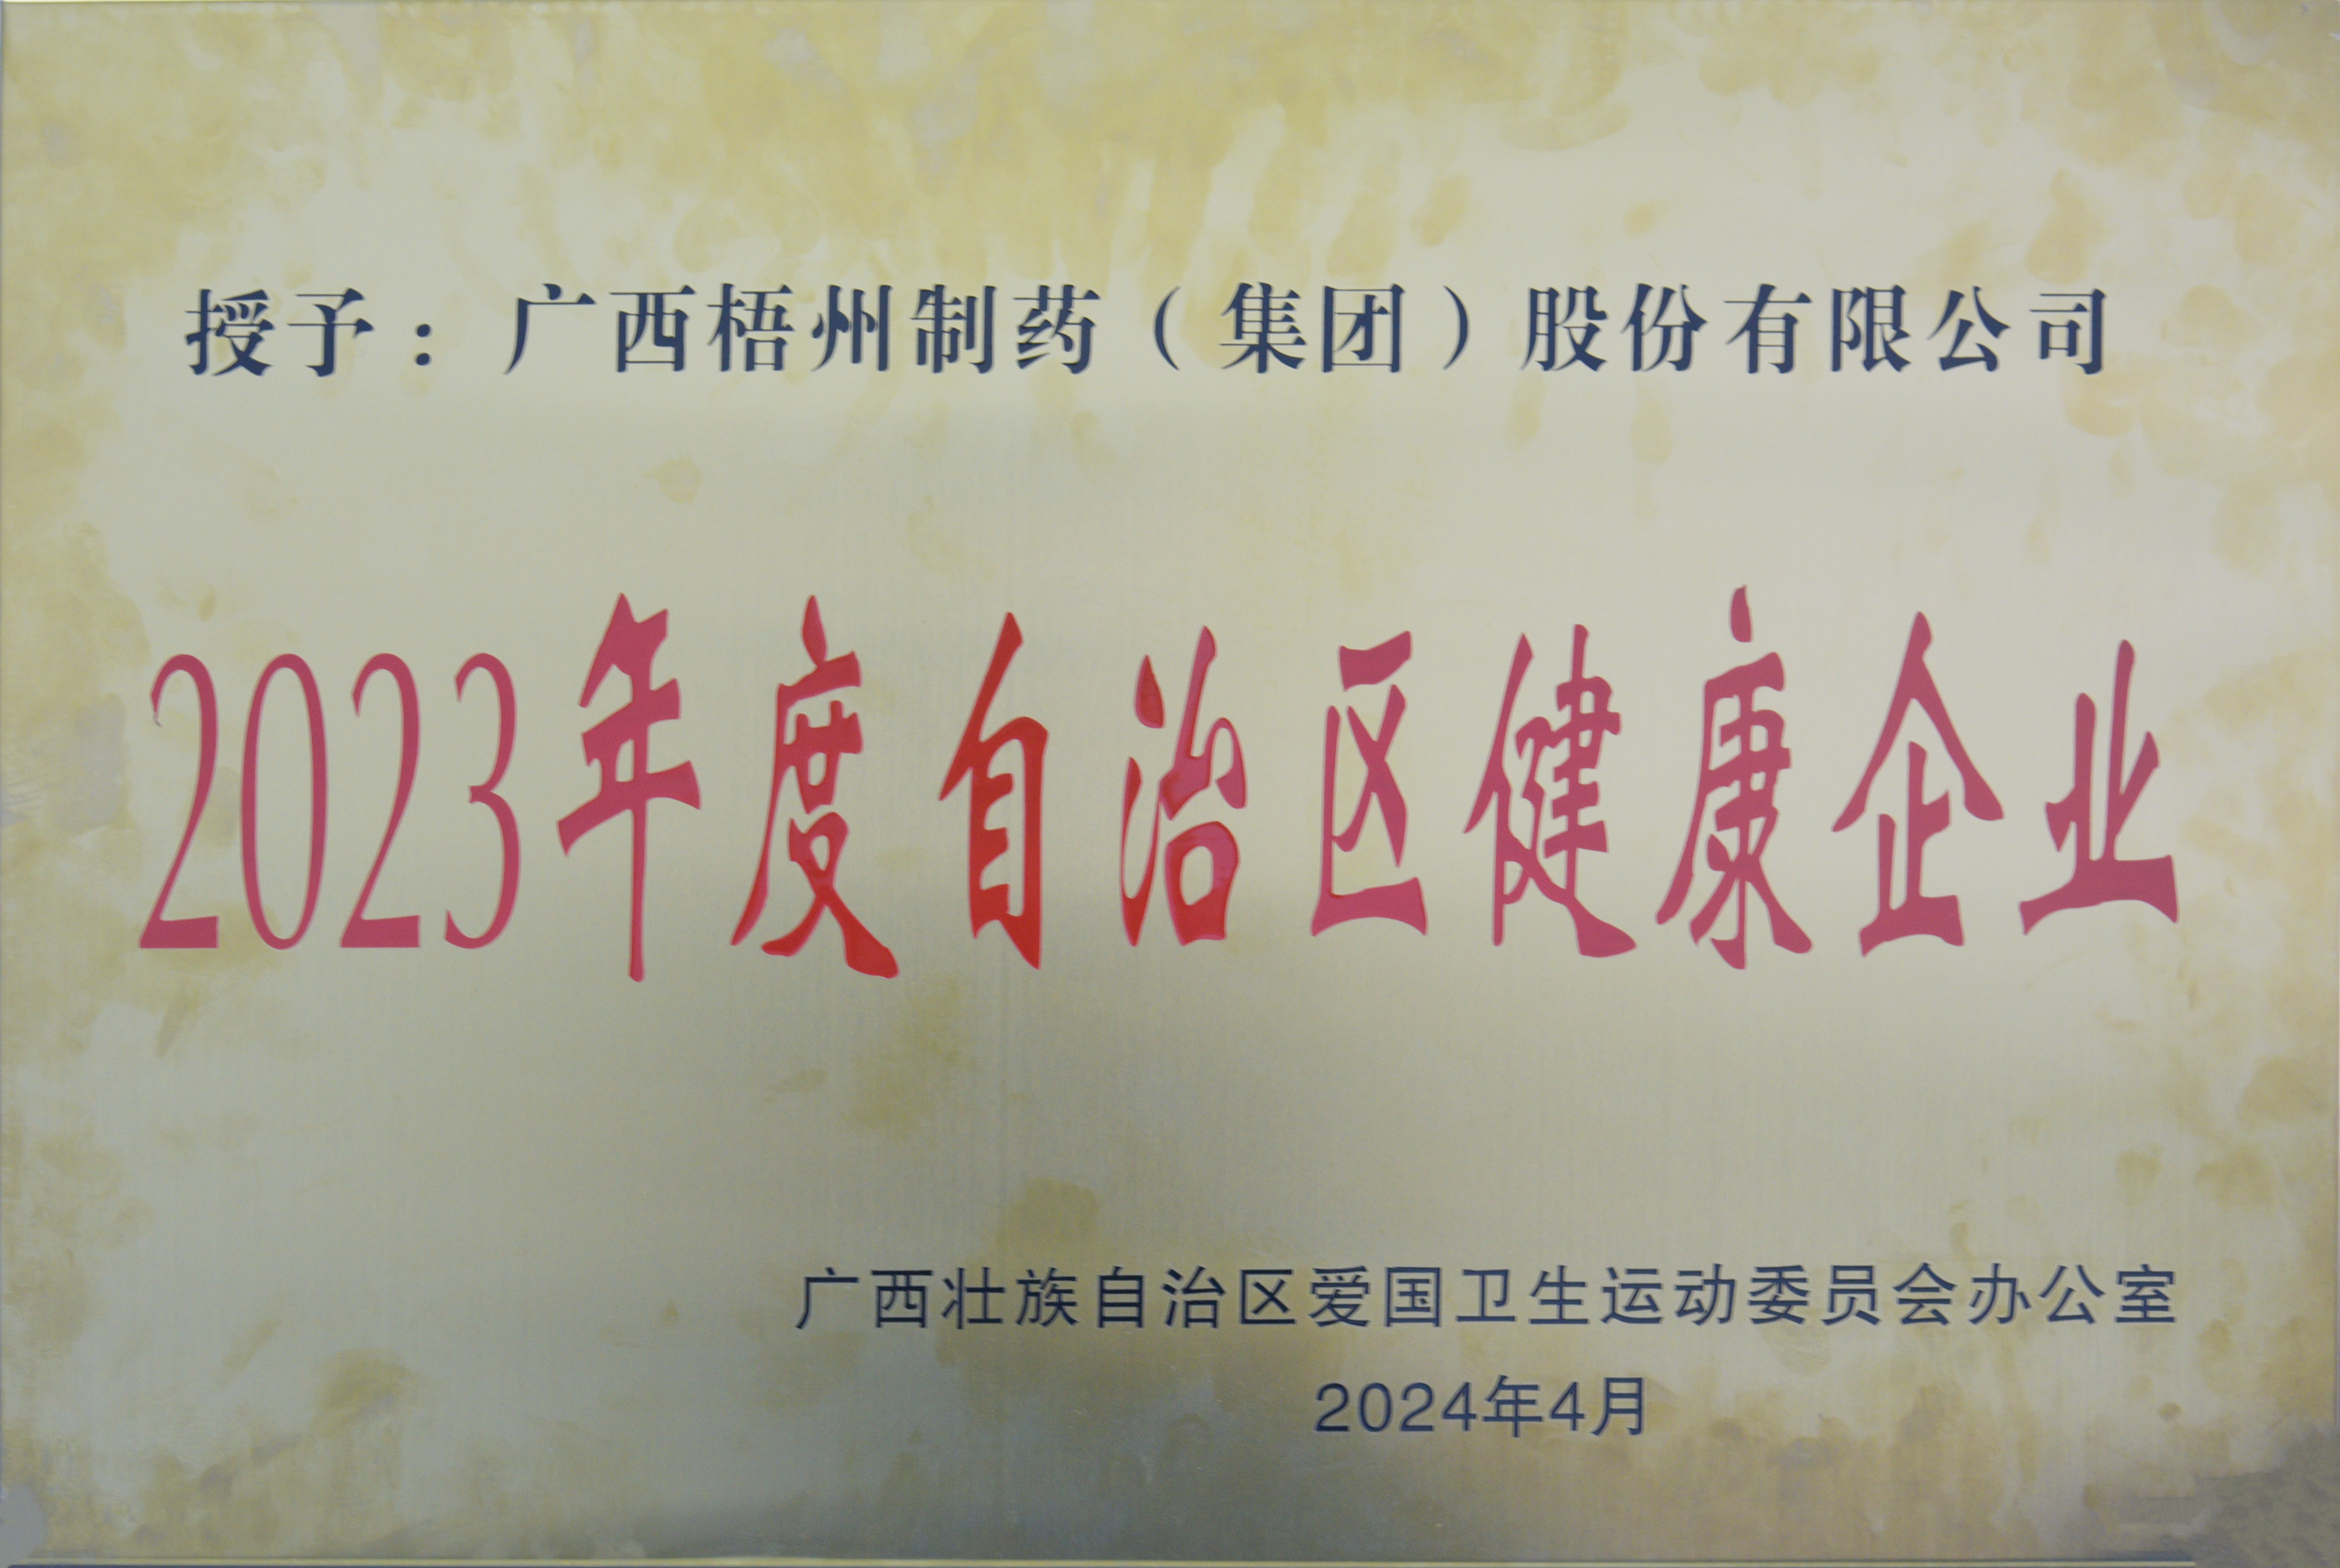 授予：广西梧州制药（集团）股份有限公司
2023年度自治区健康企业
广西壮族自治区爱国卫生运动委员会办公室
2024年4月